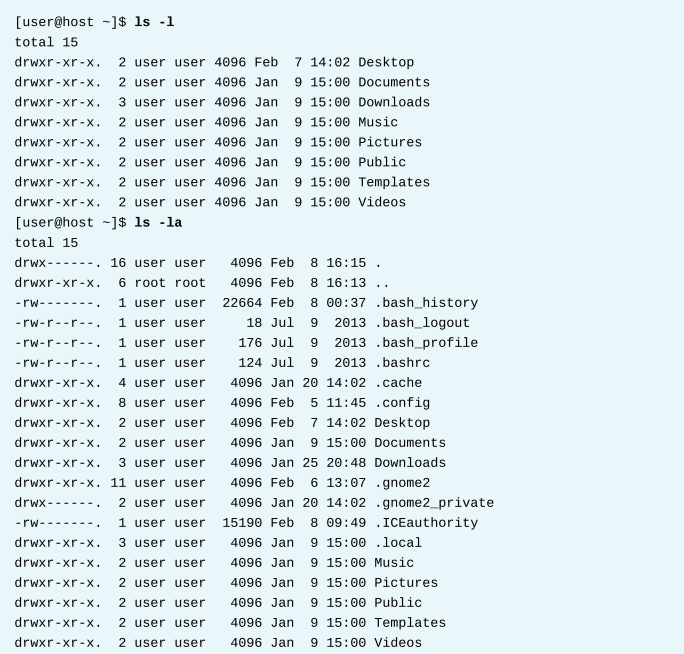 [user@host ~]$ ls -l
total 15
drwxr-xr-x.  2 user user 4096 Feb  7 14:02 Desktop
drwxr-xr-x.  2 user user 4096 Jan  9 15:00 Documents
drwxr-xr-x.  3 user user 4096 Jan  9 15:00 Downloads
drwxr-xr-x.  2 user user 4096 Jan  9 15:00 Music
drwxr-xr-x.  2 user user 4096 Jan  9 15:00 Pictures
drwxr-xr-x.  2 user user 4096 Jan  9 15:00 Public
drwxr-xr-x.  2 user user 4096 Jan  9 15:00 Templates
drwxr-xr-x.  2 user user 4096 Jan  9 15:00 Videos
[user@host ~]$ ls -la
total 15
drwx------. 16 user user   4096 Feb  8 16:15 .
drwxr-xr-x.  6 root root   4096 Feb  8 16:13 ..
-rw-------.  1 user user  22664 Feb  8 00:37 .bash_history
-rw-r--r--.  1 user user     18 Jul  9  2013 .bash_logout
-rw-r--r--.  1 user user    176 Jul  9  2013 .bash_profile
-rw-r--r--.  1 user user    124 Jul  9  2013 .bashrc
drwxr-xr-x.  4 user user   4096 Jan 20 14:02 .cache
drwxr-xr-x.  8 user user   4096 Feb  5 11:45 .config
drwxr-xr-x.  2 user user   4096 Feb  7 14:02 Desktop
drwxr-xr-x.  2 user user   4096 Jan  9 15:00 Documents
drwxr-xr-x.  3 user user   4096 Jan 25 20:48 Downloads
drwxr-xr-x. 11 user user   4096 Feb  6 13:07 .gnome2
drwx------.  2 user user   4096 Jan 20 14:02 .gnome2_private
-rw-------.  1 user user  15190 Feb  8 09:49 .ICEauthority
drwxr-xr-x.  3 user user   4096 Jan  9 15:00 .local
drwxr-xr-x.  2 user user   4096 Jan  9 15:00 Music
drwxr-xr-x.  2 user user   4096 Jan  9 15:00 Pictures
drwxr-xr-x.  2 user user   4096 Jan  9 15:00 Public
drwxr-xr-x.  2 user user   4096 Jan  9 15:00 Templates
drwxr-xr-x.  2 user user   4096 Jan  9 15:00 Videos